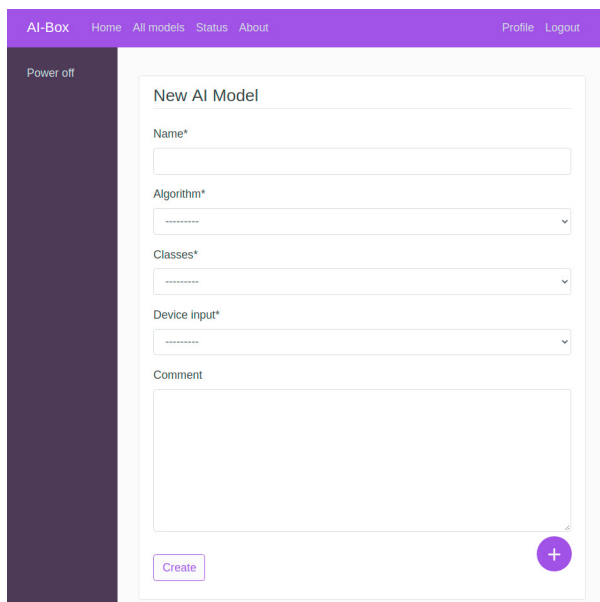 AI-Box Home All models Status About Profile Logout
Power off
New AI Model
Name*
Algorithm*
---------
Classes*
---------
Device input*
---------
Comment
+
Create